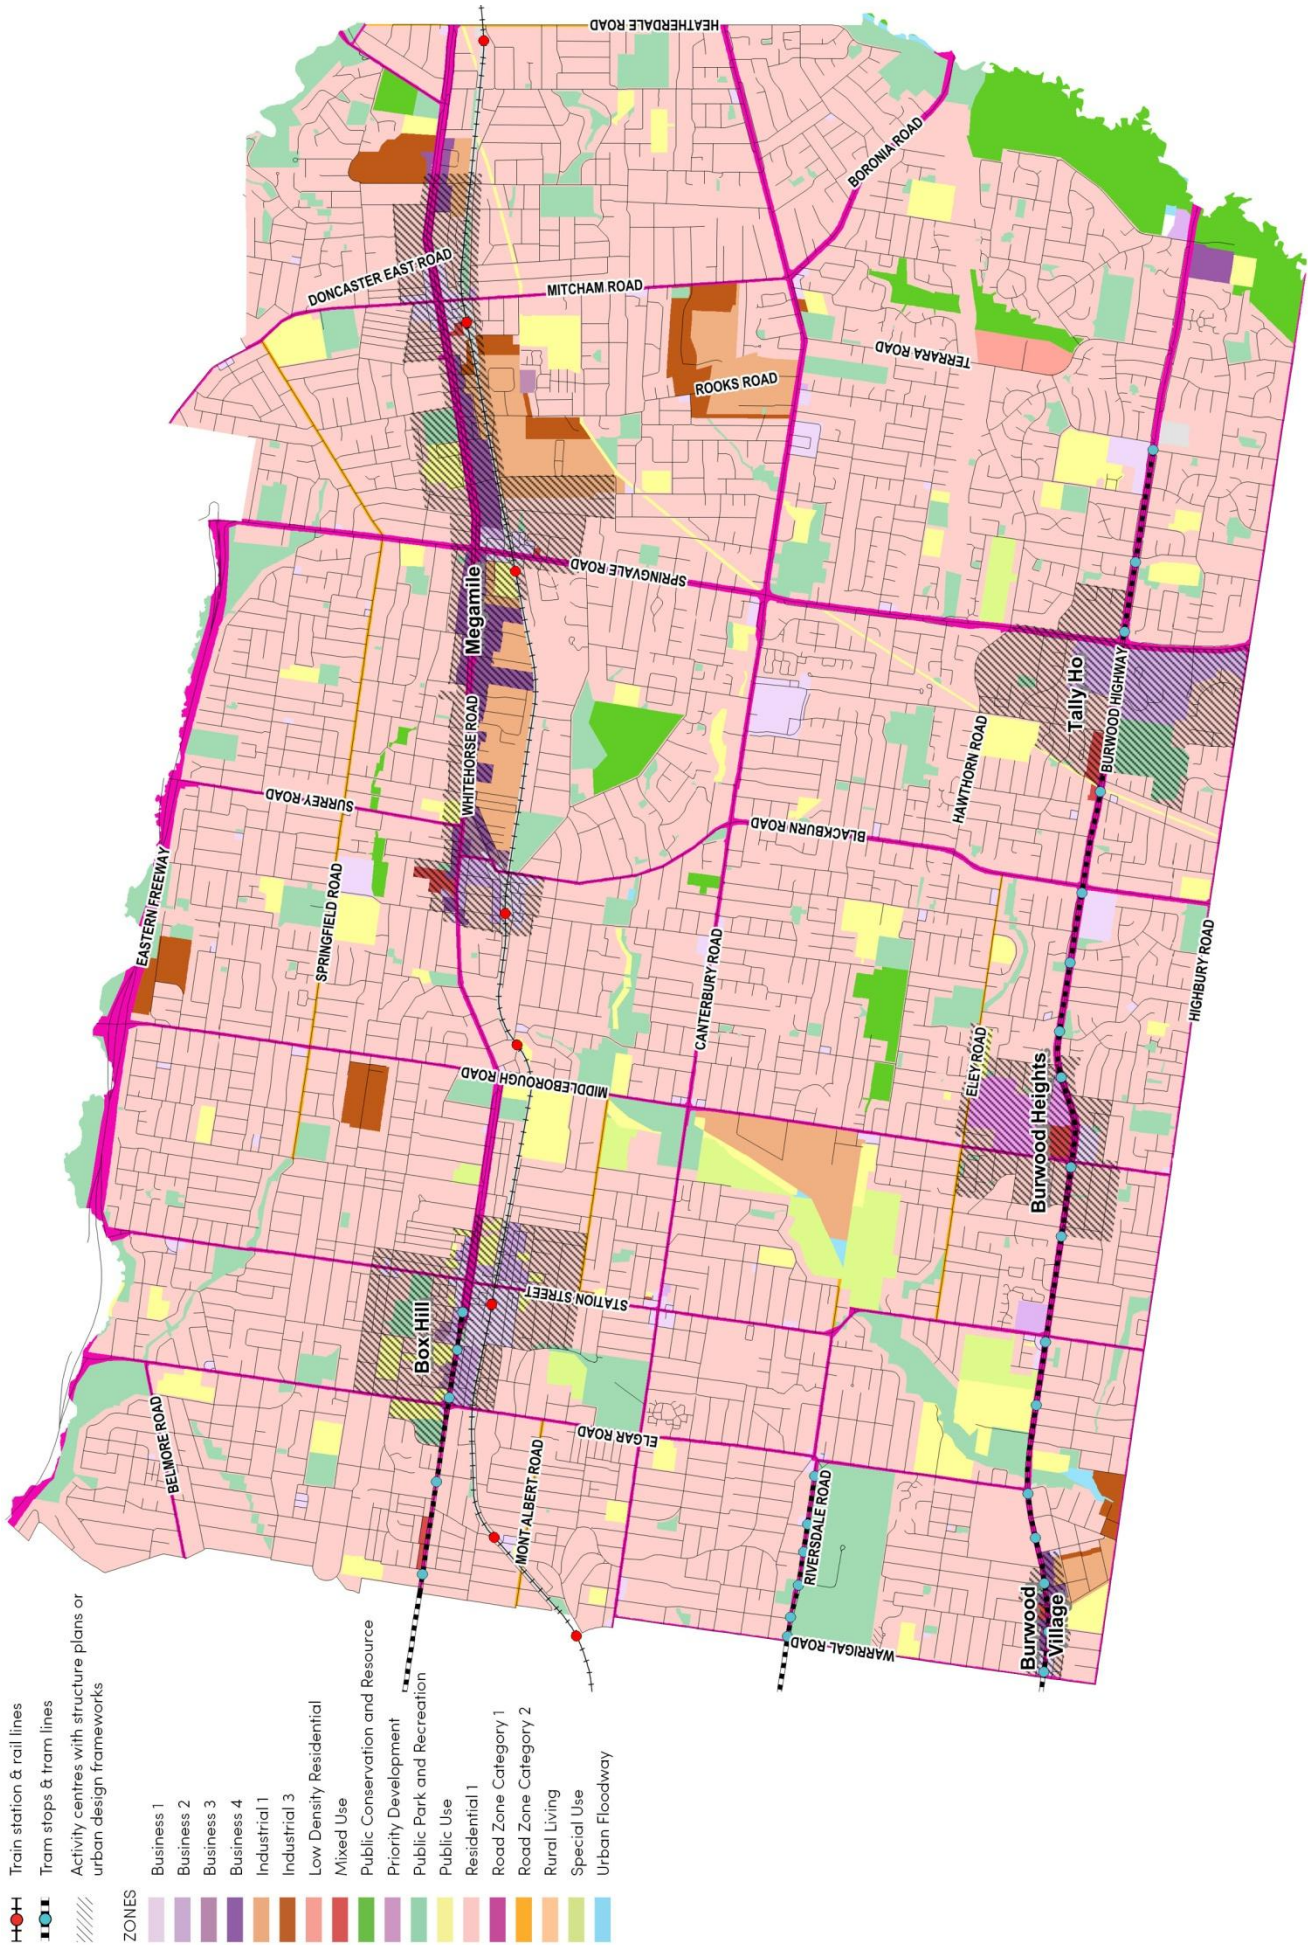 Train station & rail lines
Tram stops & tram lines
Activity centres with structure plans or
urban design frameworks
ZONES
Business 1
Business 2
Business 3
Business 4
Industrial 1
Industrial 3
Low Density Residential
Mixed Use
Public Conservation and Resource
Priority Development
Public Park and Recreation
Public Use
Residential 1
Road Zone Category 1
Road Zone Category 2
Rural Living
Special Use
Urban Floodway
EASTERN FREEWAY
BELMORE ROAD
SPRINGFIELD ROAD
SURREY ROAD
DONCASTER EAST ROAD
HEATHERDALE ROAD
Box Hill
WHITEHORSE ROAD
Megamile
MITCHAM ROAD
MONT ALBERT ROAD
ELGAR ROAD
STATION STREET
MIDDLEBOROUGH ROAD
SPRINGVALE ROAD
ROOKS ROAD
CANTERBURY ROAD
BLACKBURN ROAD
BORONIA ROAD
TERRARA ROAD
RIVERSDALE ROAD
WARRIGAL ROAD
ELEY ROAD
HAWTHORN ROAD
Burwood
Village
Burwood Heights
Tally Ho
BURWOOD HIGHWAY
HIGHBURY ROAD